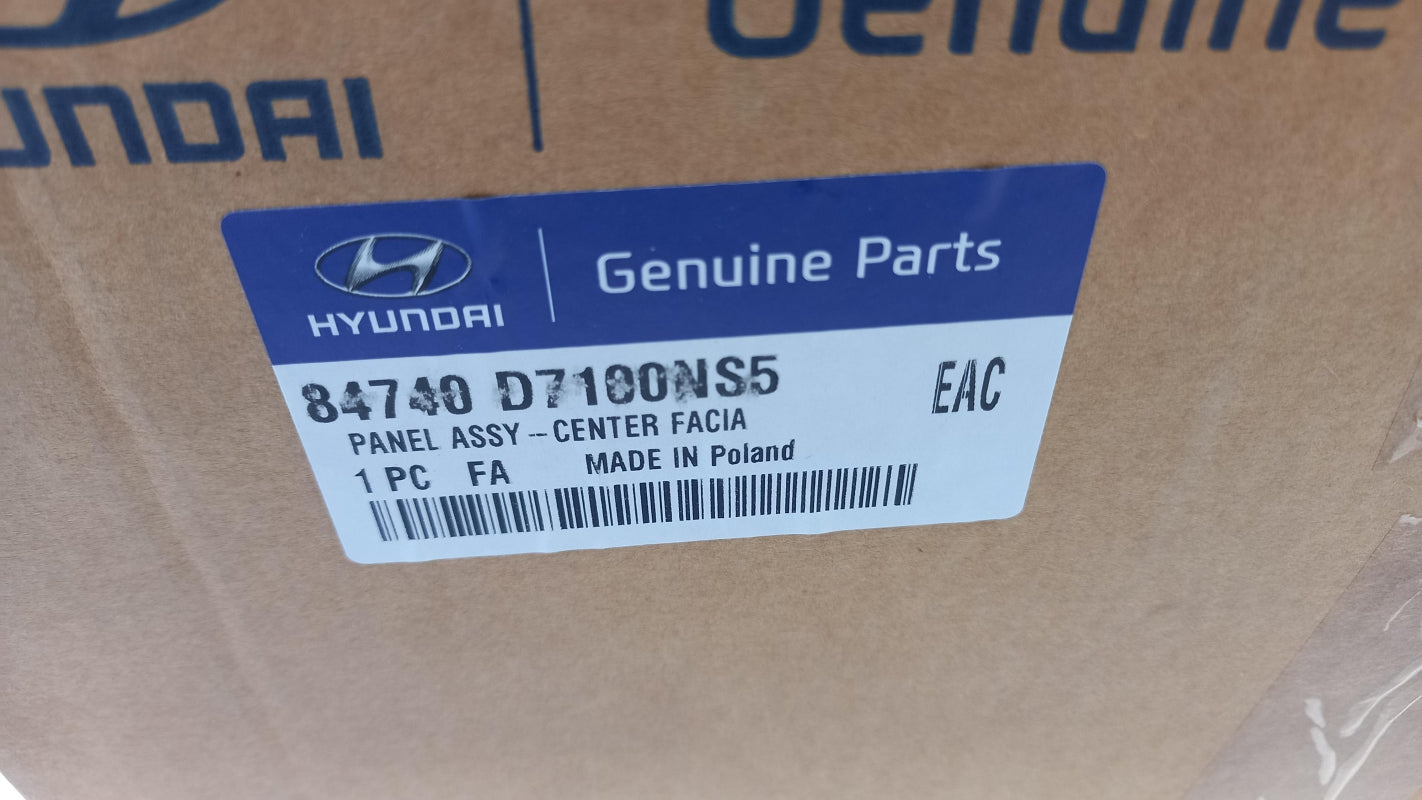 HYUNDAI
Genuine
HYUNDAI
Genuine Parts
84740 D7100NS5
EAC
PANEL ASSY -- CENTER FACIA
1 PC FA MADE IN Poland